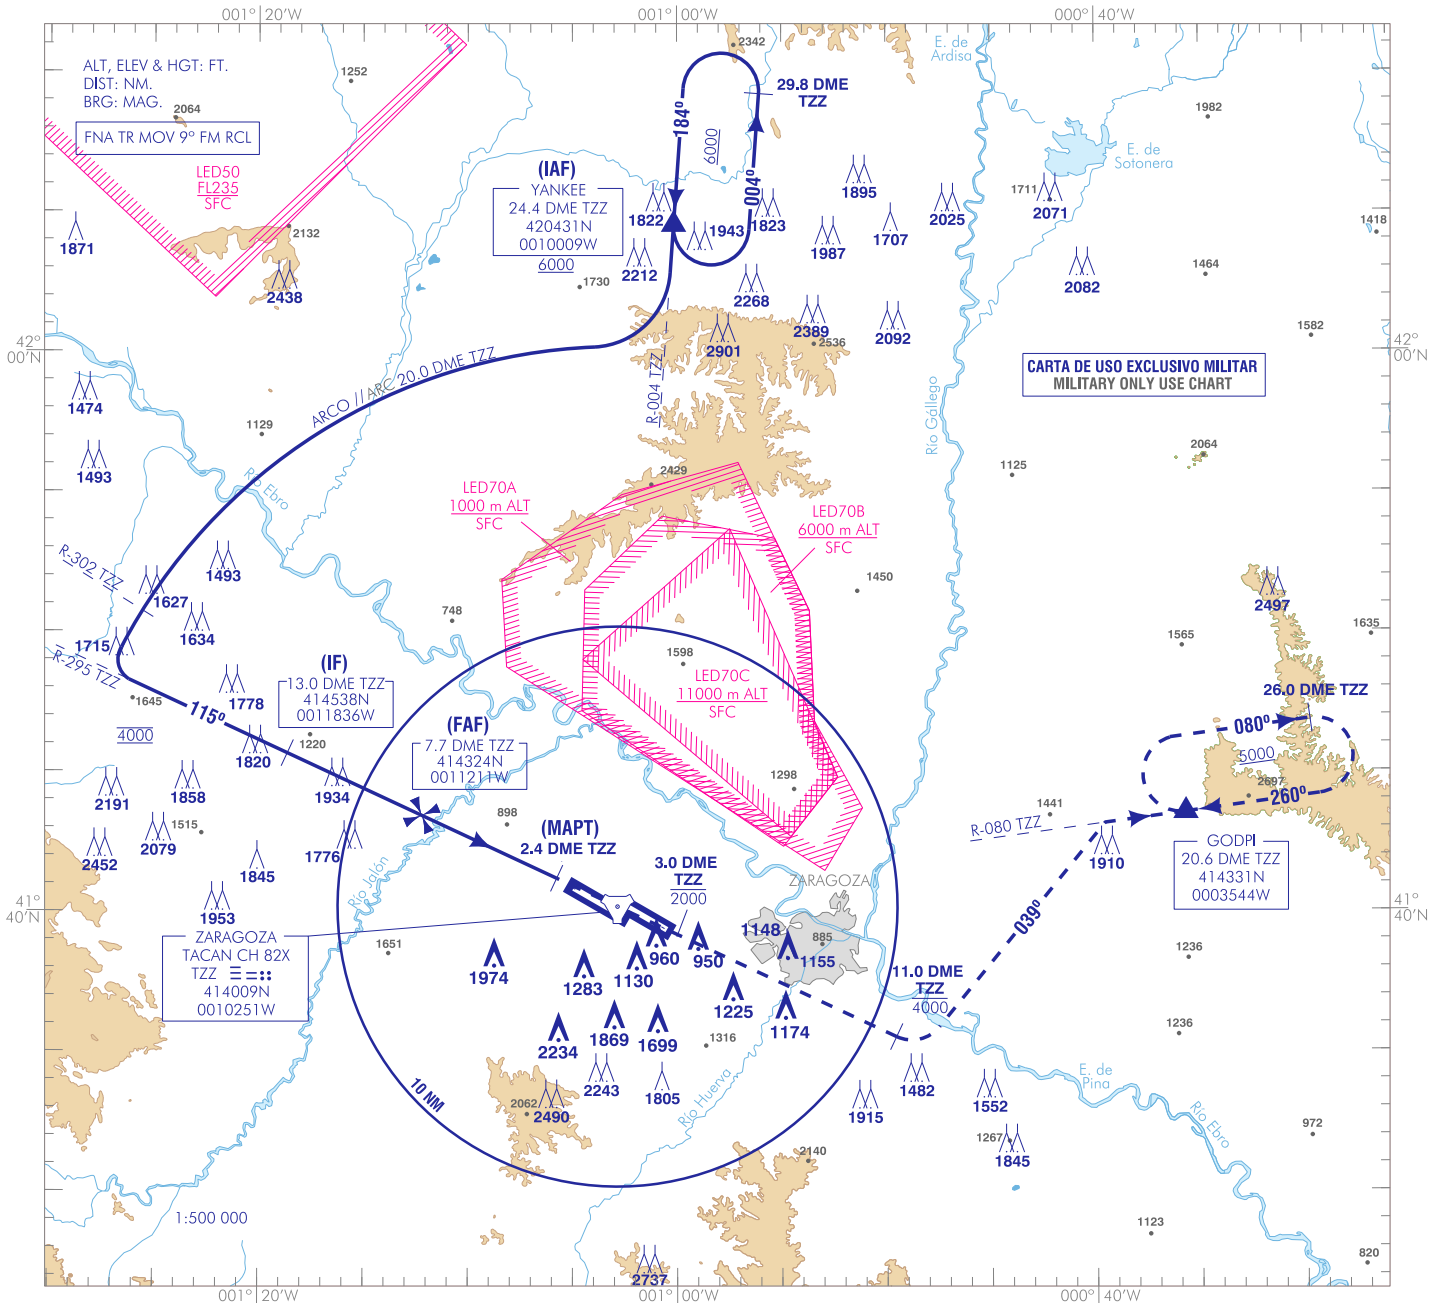 001° 20'W
001° 00'W
000° 40'W
ALT, ELEV & HGT: FT.
DIST: NM.
BRG: MAG.
FNA TR MOV 9º FM RCL
1252
2064
LED50
FL235
SFC
2132
2438
1871
2342
29.8 DME
TZZ
184º
6000
004º
(IAF)
YANKEE
24.4 DME TZZ
420431N
0010009W
6000
1822
1943
1823
2212
1730
2268
1987
1895
1707
2025
E. de
Ardisa
1982
E. de
Sotonera
1711
2071
1418
2082
1464
1582
2901
2389
2536
2092
42°
00'N
42°
00'N
ARCO // ARC 20.0 DME TZZ
R-004 TZZ
CARTA DE USO EXCLUSIVO MILITAR
MILITARY ONLY USE CHART
1474
1129
1493
Río Ebro
Río Gállego
2064
1125
2429
LED70A
1000 m ALT
SFC
LED70B
6000 m ALT
SFC
1450
R-302 TZZ
1493
1627
1634
1715
R-295 TZZ
748
1598
LED70C
11000 m ALT
SFC
2497
1635
1565
(IF)
13.0 DME TZZ
414538N
0011836W
1645
115º
1778
4000
1220
1820
(FAF)
7.7 DME TZZ
414324N
0011211W
26.0 DME TZZ
080º
5000
2697
260º
2191
1858
1934
1298
1515
2079
2452
1776
898
1845
1953
Río Jalón
(MAPT)
2.4 DME TZZ
3.0 DME
TZZ
2000
ZARAGOZA
R-080 TZZ
1441
1910
GODPI
20.6 DME TZZ
414331N
0003544W
41°
40'N
41°
40'N
039º
ZARAGOZA
TACAN CH 82X
TZZ
414009N
0010251W
1651
1974
1283
1130
960
950
1148
885
1155
1225
1174
11.0 DME
TZZ
4000
1236
1236
2234
1869
1699
1316
2243
1805
2062
2490
10 NM
Río Huerva
1915
1482
1552
E. de
Pina
Río Ebro
1267
1845
972
2140
1:500 000
1123
820
2737
001° 20'W
001° 00'W
000° 40'W